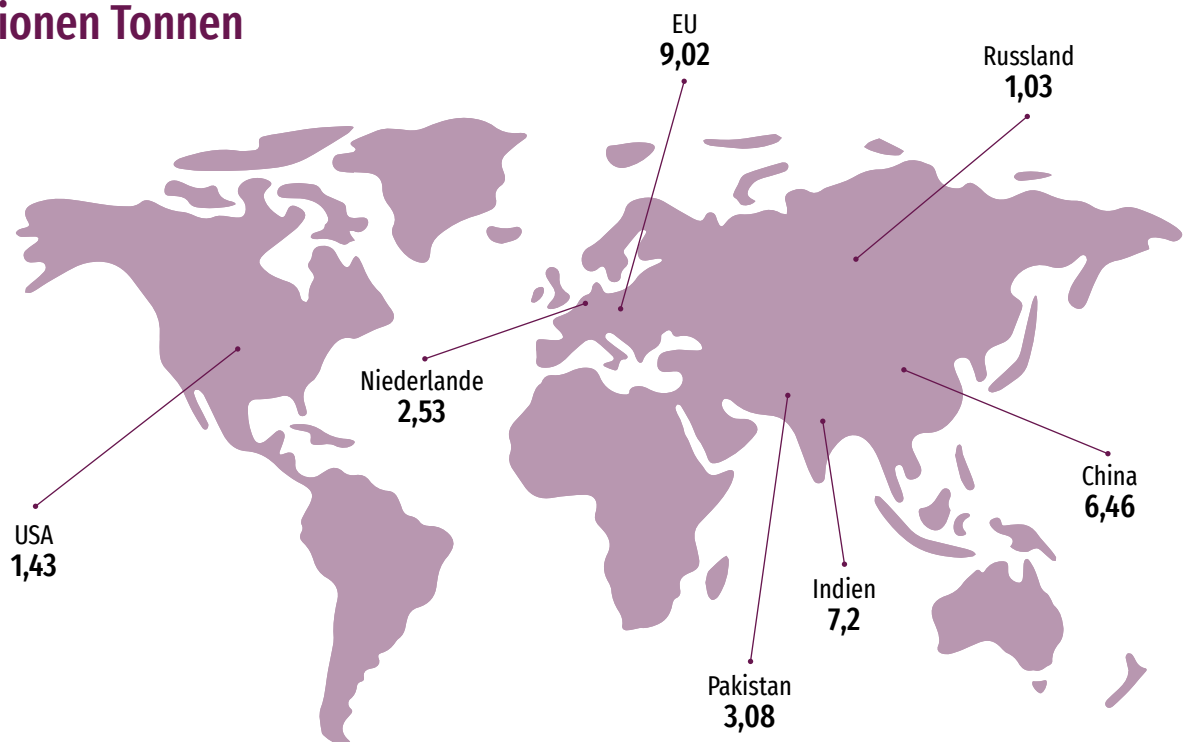 ionen Tonnen
EU
9,02
Russland
1,03
Niederlande
2,53
China
6,46
USA
1,43
Indien
7,2
Pakistan
3,08